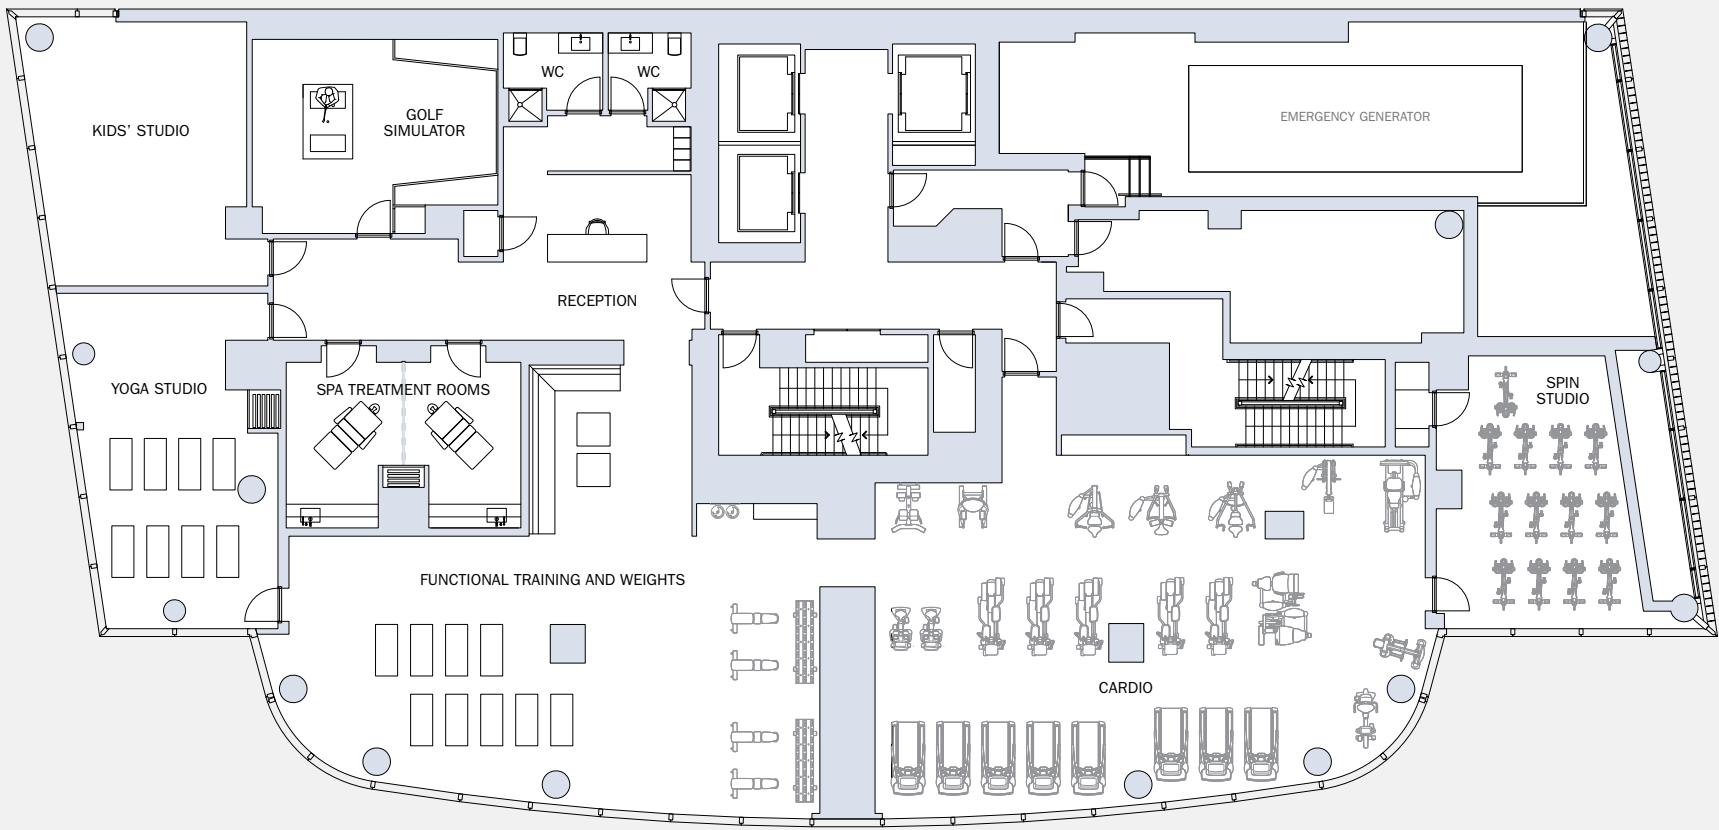 WC
WC
KIDS’ STUDIO
GOLF
SIMULATOR
EMERGENCY GENERATOR
RECEPTION
YOGA STUDIO
SPA TREATMENT ROOMS
SPIN
STUDIO
FUNCTIONAL TRAINING AND WEIGHTS
CARDIO